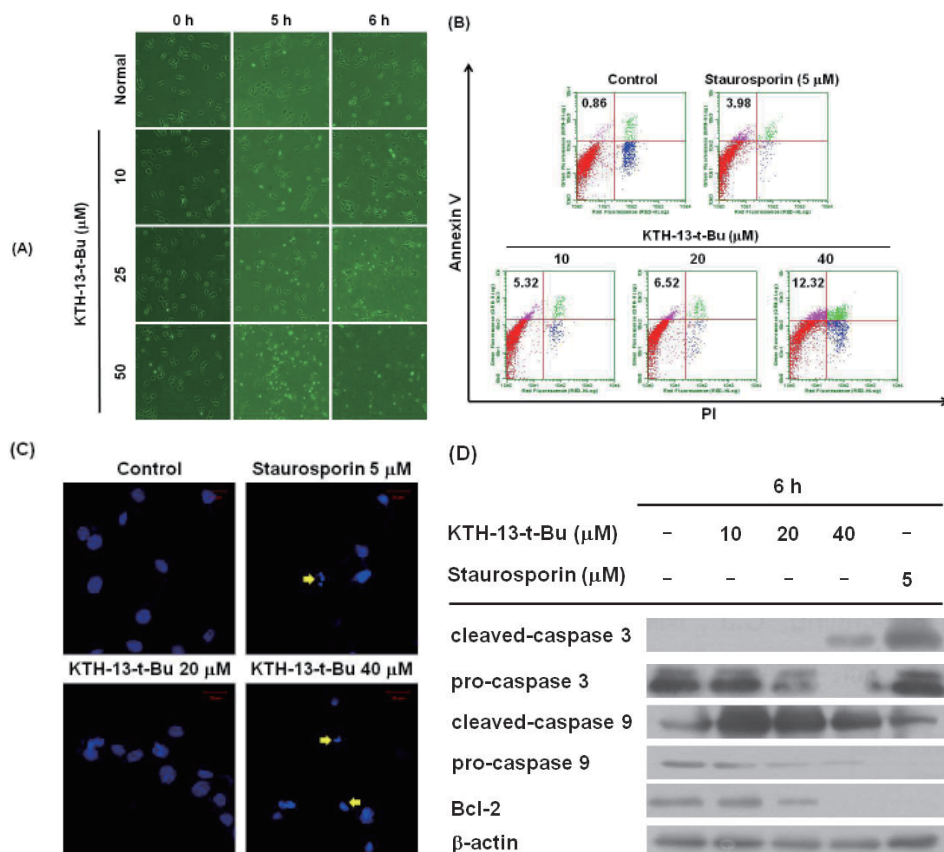 (A)
0 h 5 h 6 h
Normal
KTH-13-t-Bu (μM)
10
25
50
(B)
Annexin V
Control Staurosporin (5 μM)
0.86 3.98
KTH-13-t-Bu (μM)
10 20 40
5.32 6.52 12.32
PI
(C)
Control Staurosporin 5 μM
KTH-13-t-Bu 20 μM KTH-13-t-Bu 40 μM
(D)
6 h
KTH-13-t-Bu (μM) – 10 20 40 –
Staurosporin (μM) – – – – 5
cleaved-caspase 3
pro-caspase 3
cleaved-caspase 9
pro-caspase 9
Bcl-2
β-actin